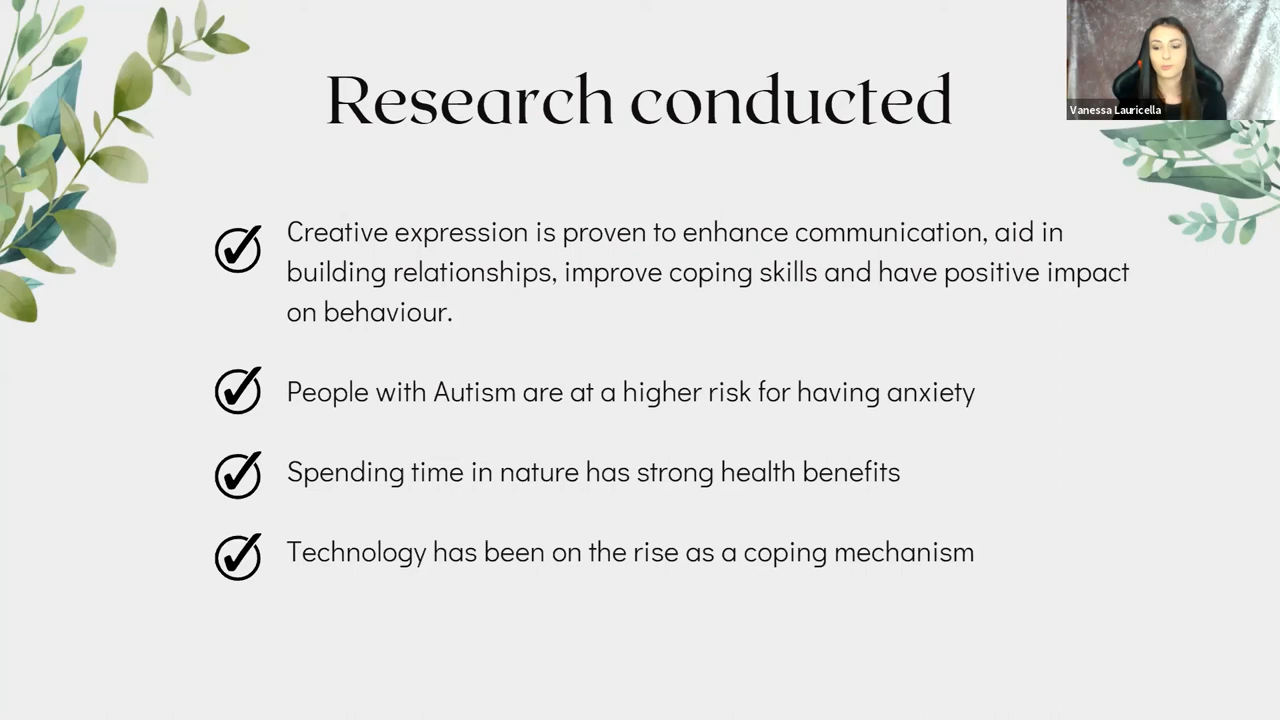 Research conducted
Vanessa Lauricella
Creative expression is proven to enhance communication, aid in
building relationships, improve coping skills and have positive impact
on behaviour.
People with Autism are at a higher risk for having anxiety
Spending time in nature has strong health benefits
Technology has been on the rise as a coping mechanism